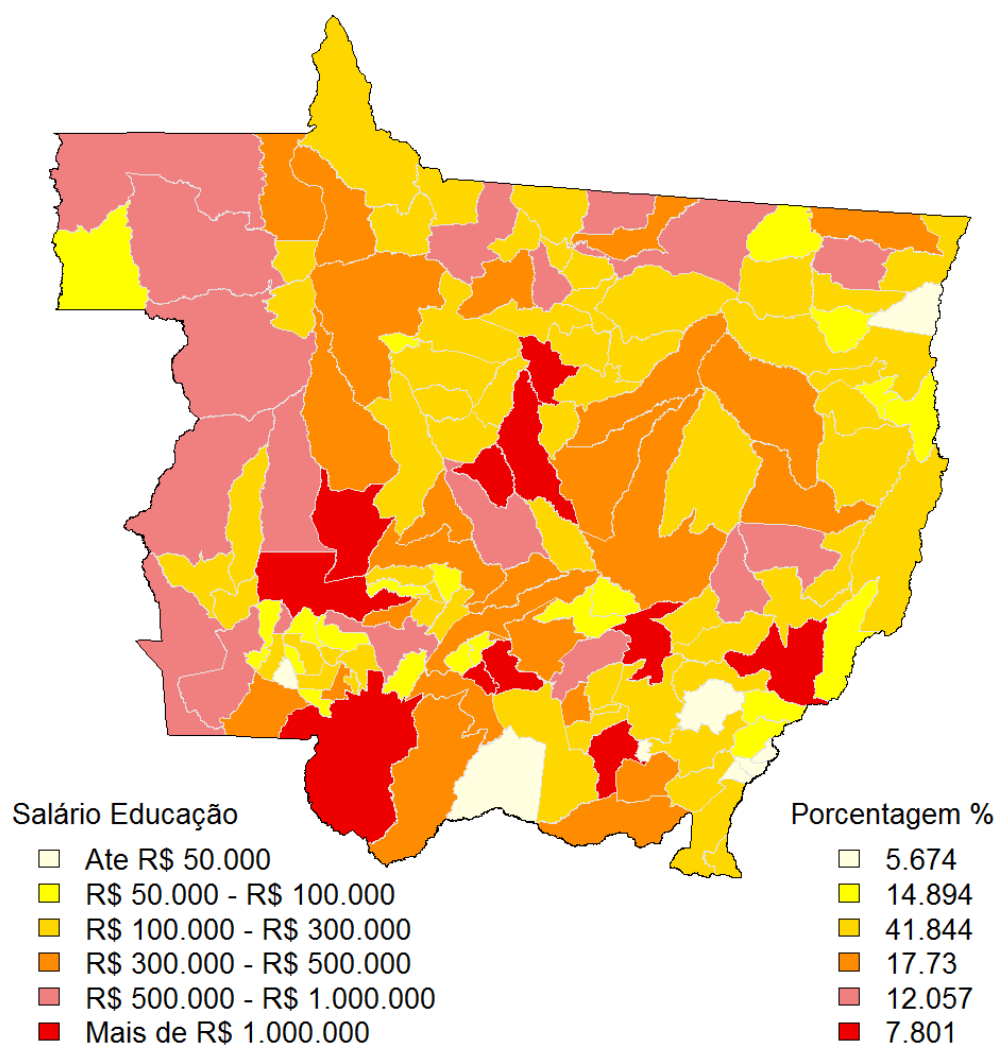 Salário Educação
Ate R$ 50.000
R$ 50.000 - R$ 100.000
R$ 100.000 - R$ 300.000
R$ 300.000 - R$ 500.000
R$ 500.000 - R$ 1.000.000
Mais de R$ 1.000.000
Porcentagem %
5.674
14.894
41.844
17.73
12.057
7.801